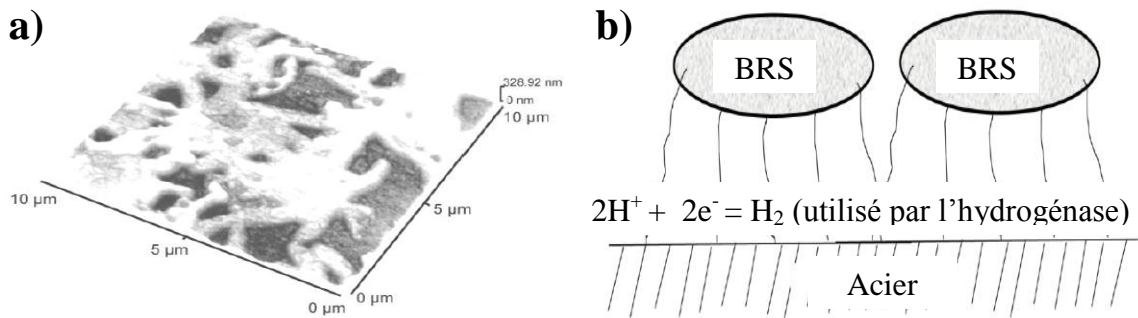 a)
328.92 nm
0 nm
10 µm
10 µm
5 µm
5 µm
0 µm
0 µm
b)
BRS BRS
2H⁺ + 2e⁻ = H₂ (utilisé par l’hydrogénase)
Acier